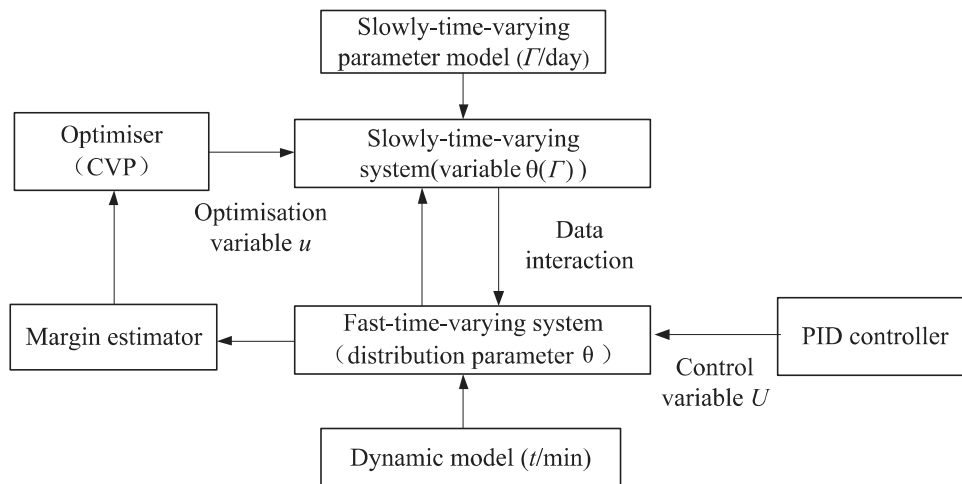 Slowly-time-varying
parameter model (Γ/day)
Optimiser
（CVP）
Slowly-time-varying
system(variable θ(Γ))
Optimisation
variable u
Data
interaction
Margin estimator
Fast-time-varying system
（distribution parameter θ）
PID controller
Control
variable U
Dynamic model (t/min)